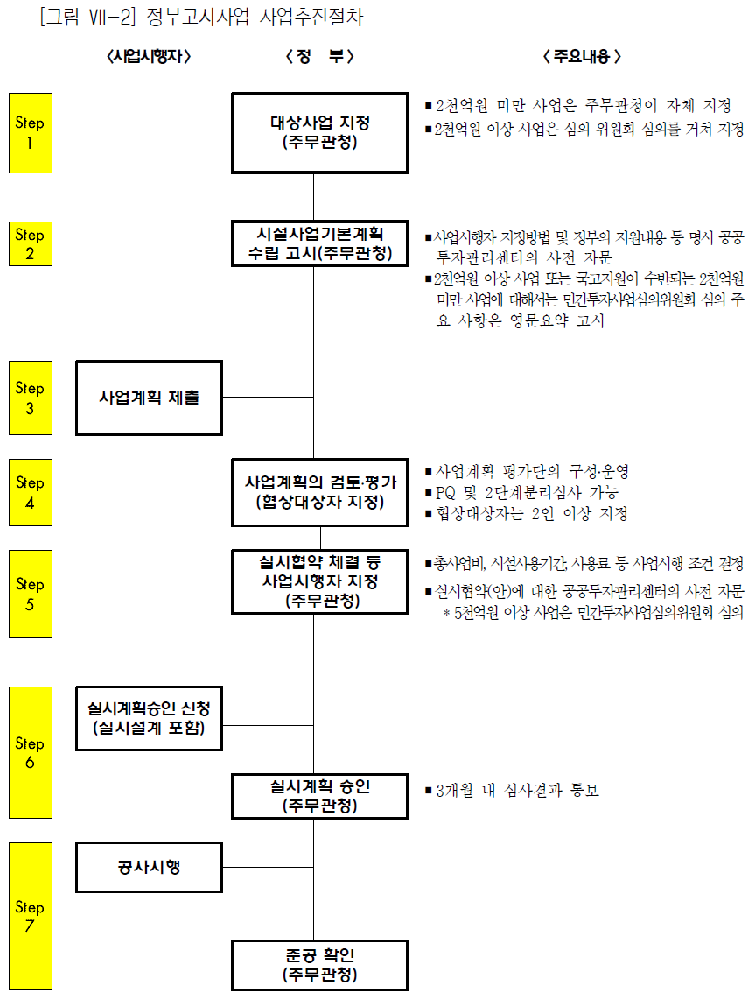 [그림 Ⅶ-2] 정부고시사업 사업추진절차
<사업시행자>
<정 부>
<주요내용>
Step
1
대상사업 지정
(주무관청)
■ 2천억원 미만 사업은 주무관청이 자체 지정
■ 2천억원 이상 사업은 심의 위원회 심의를 거쳐 지정
Step
2
시설사업기본계획
수립 고시(주무관청)
■ 사업시행자 지정방법 및 정부의 지원내용 등 명시 공공
투자관리센터의 사전 자문
■ 2천억원 이상 사업 또는 국고지원이 수반되는 2천억원
미만 사업에 대해서는 민간투자사업심의위원회 심의 주
요 사항은 영문요약 고시
Step
3
사업계획 제출
Step
4
사업계획의 검토·평가
(협상대상자 지정)
■ 사업계획 평가단의 구성·운영
■ PQ 및 2단계분리심사 가능
■ 협상대상자는 2인 이상 지정
Step
5
실시협약 체결 등
사업시행자 지정
(주무관청)
■ 총사업비, 시설사용기간, 사용료 등 사업시행 조건 결정
■ 실시협약(안)에 대한 공공투자관리센터의 사전 자문
* 5천억원 이상 사업은 민간투자사업심의위원회 심의
Step
6
실시계획승인 신청
(실시설계 포함)
실시계획 승인
(주무관청)
■ 3개월 내 심사결과 통보
Step
7
공사시행
준공 확인
(주무관청)